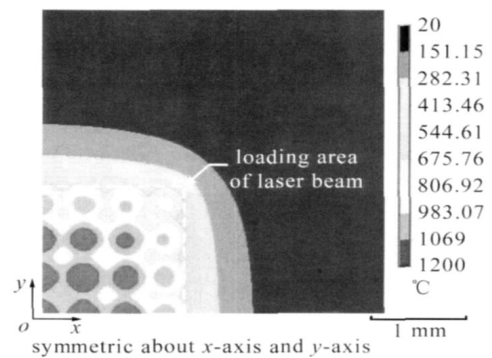 20
151.15
282.31
413.46
544.61
675.76
806.92
983.07
1069
1200
℃
loading area
of laser beam
y
o
x
1 mm
symmetric about x-axis and y-axis